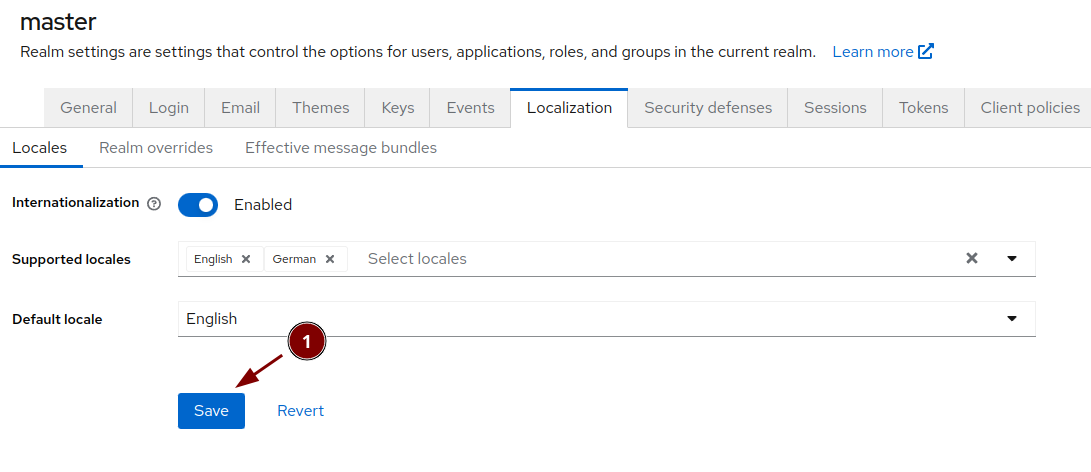 master
Realm settings are settings that control the options for users, applications, roles, and groups in the current realm. Learn more
General Login Email Themes Keys Events Localization Security defenses Sessions Tokens Client policies
Locales Realm overrides Effective message bundles
Internationalization ? Enabled
Supported locales English German Select locales
Default locale English
1
Save Revert